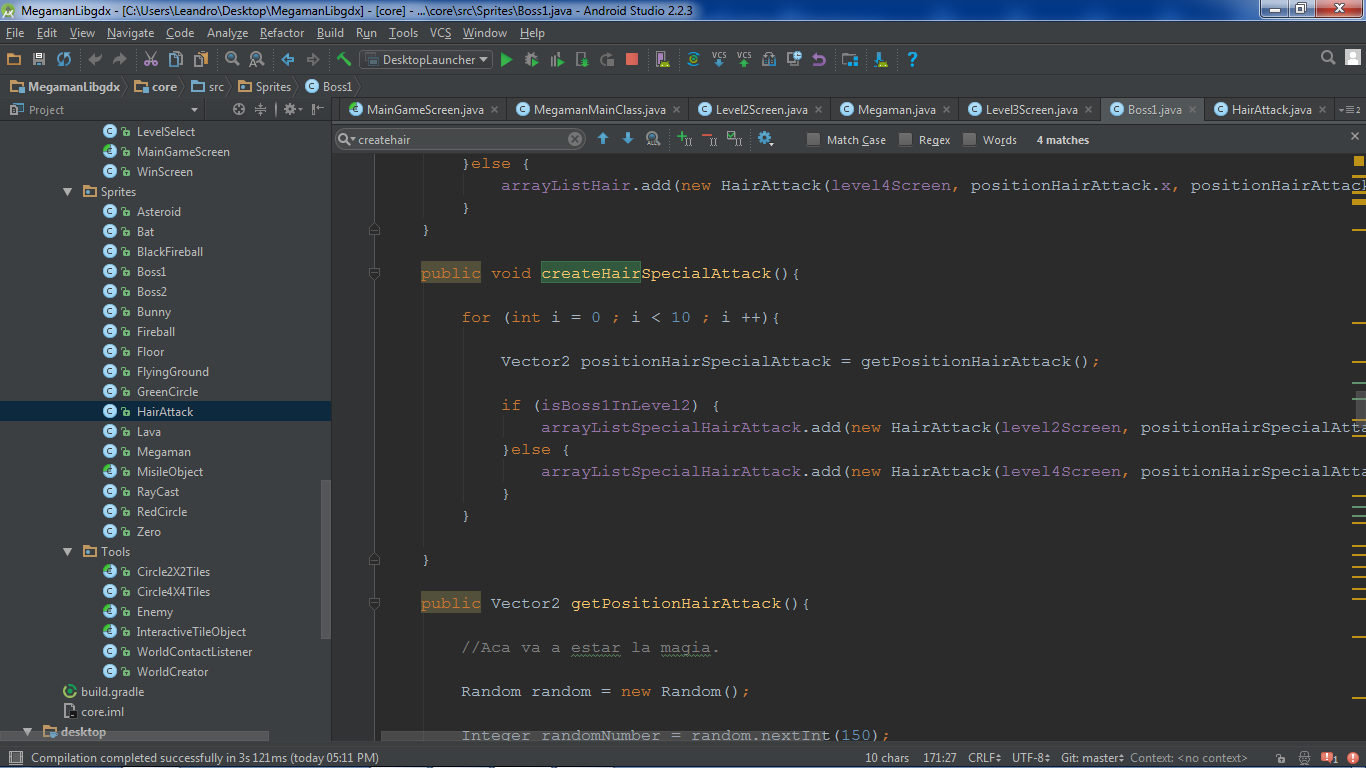 MegamanLibgdx - [C:\Users\Leandro\Desktop\MegamanLibgdx] - [core] - ...\core\src\Sprites\Boss1.java - Android Studio 2.2.3
File Edit View Navigate Code Analyze Refactor Build Run Tools VCS Window Help
DesktopLauncher VCS VCS
MegamanLibgdx core src Sprites Boss1
Project
MainGameScreen.java MegamanMainClass.java Level2Screen.java Megaman.java Level3Screen.java Boss1.java HairAttack.java
createhair Match Case Regex Words 4 matches
LevelSelect
MainGameScreen
WinScreen
Sprites
Asteroid
Bat
BlackFireball
Boss1
Boss2
Bunny
Fireball
Floor
FlyingGround
GreenCircle
HairAttack
Lava
Megaman
MisileObject
RayCast
RedCircle
Zero
Tools
Circle2X2Tiles
Circle4X4Tiles
Enemy
InteractiveTileObject
WorldContactListener
WorldCreator
build.gradle
core.iml
desktop
}else {
arrayListHair.add(new HairAttack(level4Screen, positionHairAttack.x, positionHairAttack
}
}
public void createHairSpecialAttack(){
for (int i = 0 ; i < 10 ; i ++){
Vector2 positionHairSpecialAttack = getPositionHairAttack();
if (isBoss1InLevel2) {
arrayListSpecialHairAttack.add(new HairAttack(level2Screen, positionHairSpecialAtta
}else {
arrayListSpecialHairAttack.add(new HairAttack(level4Screen, positionHairSpecialAtta
}
}
}
public Vector2 getPositionHairAttack(){
//Aca va a estar la magia.
Random random = new Random();
Integer randomNumber = random.nextInt(150);
Compilation completed successfully in 3s 121ms (today 05:11 PM) 10 chars 171:27 CRLF UTF-8 Git: master Context: <no context> 1